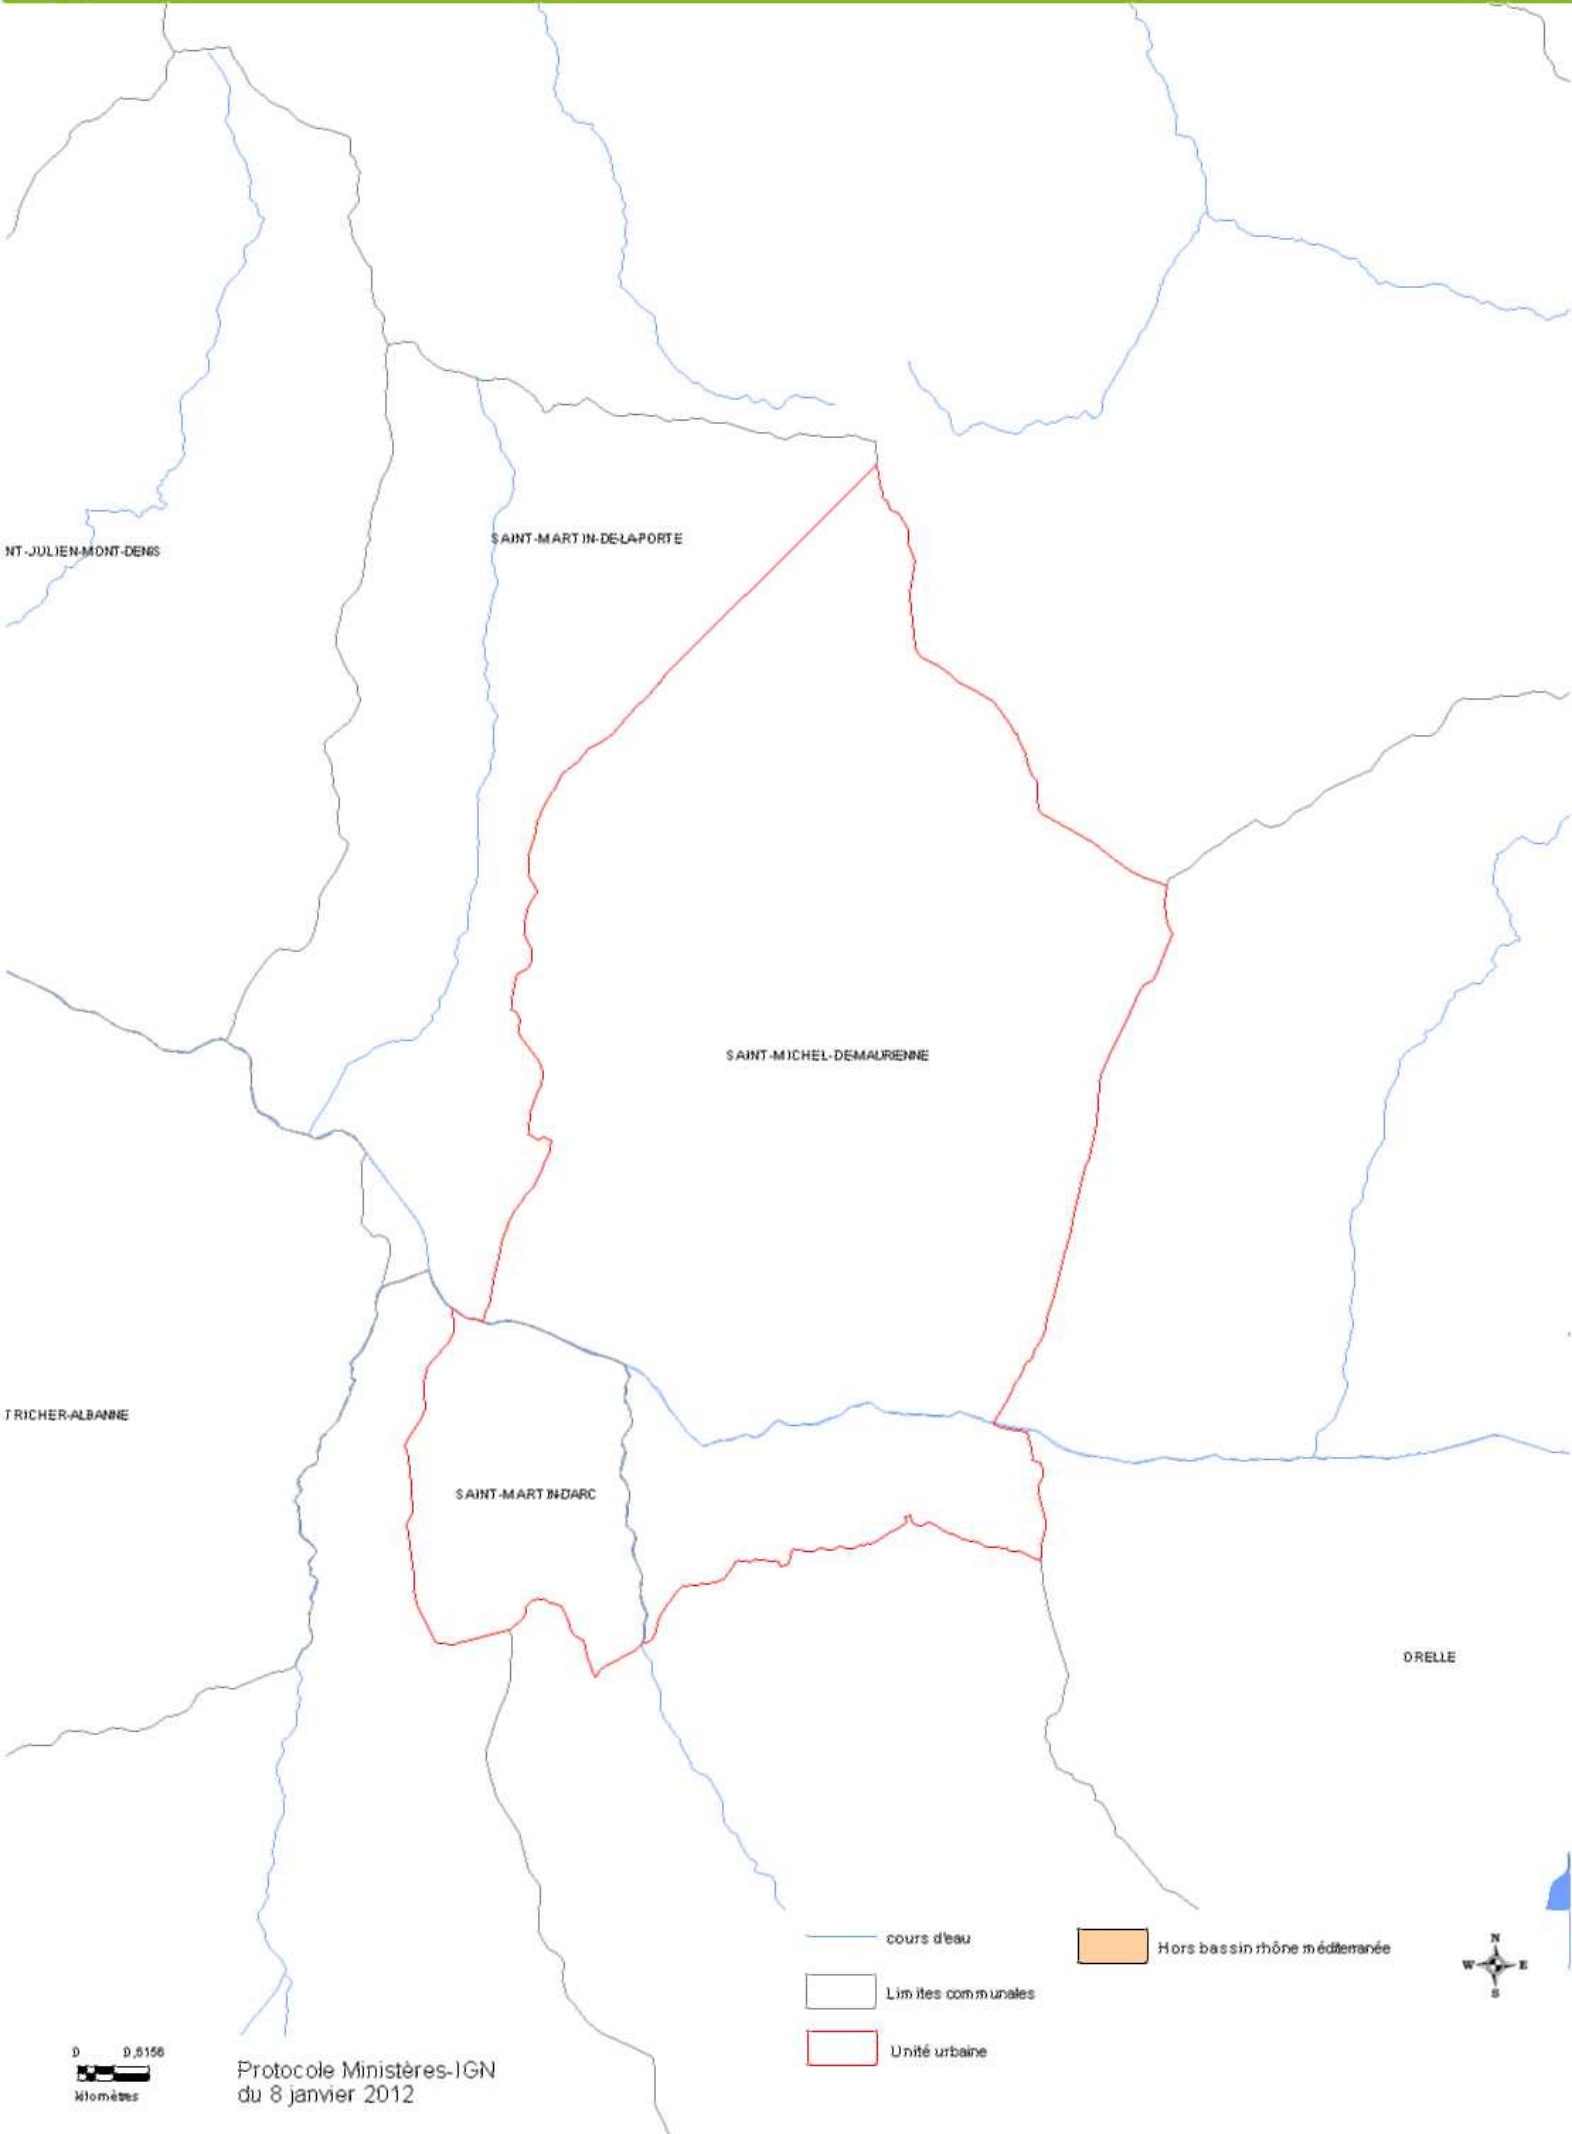 SAINT-MARTIN-DE-LA-PORTE
NT-JULIEN-MONT-DENIS
SAINT-MICHEL-DE-MAURIENNE
TRICHER-ALBANNE
SAINT-MARTIN-D'ARC
ORELLE
cours d'eau
Hors bassin rhône méditerranée
Limites communales
Unité urbaine
N
W E
S
0 0,6156
kilomètres
Protocole Ministères-IGN
du 8 janvier 2012